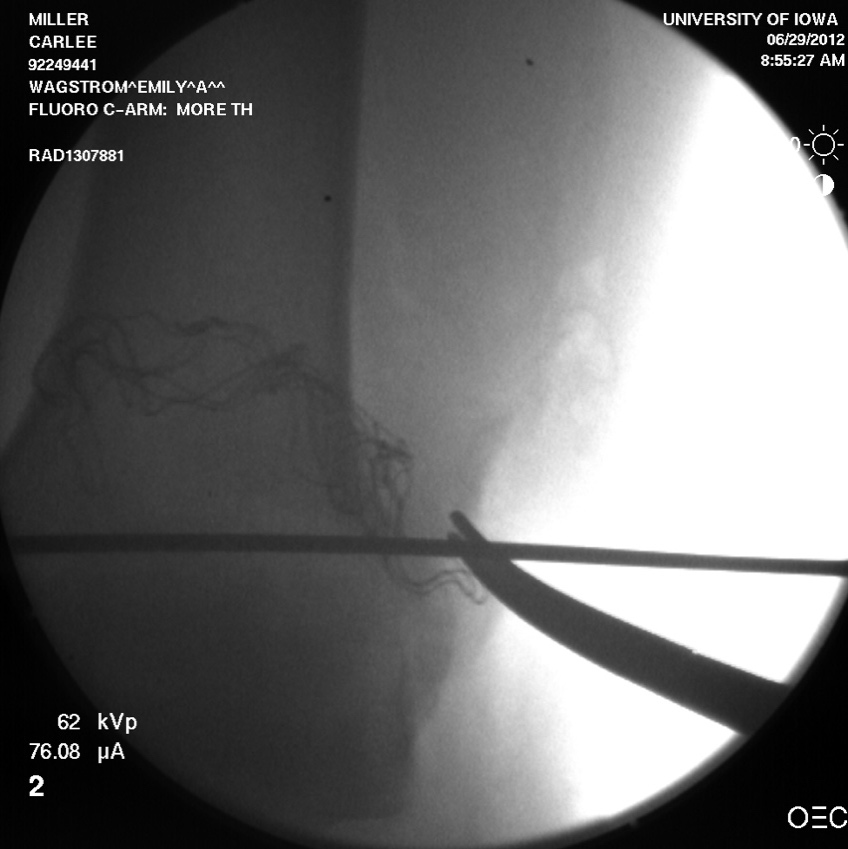 MILLER
CARLEE
92249441
WAGSTROM^EMILY^A^^
FLUORO C-ARM: MORE TH
RAD1307881
UNIVERSITY OF IOWA
06/29/2012
8:55:27 AM
0
62 kVp
76.08 µA
2
OEC